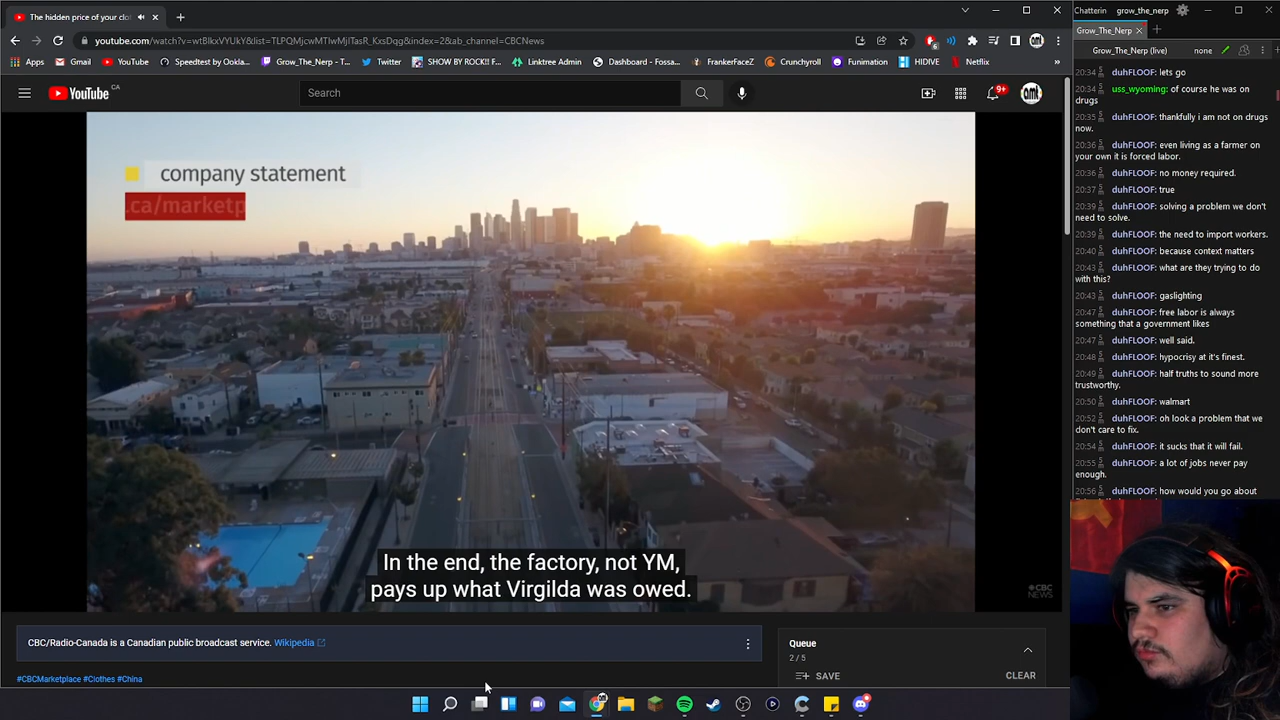 The hidden price of your clo
youtube.com/watch?v=wtBlkxVYUkY&list=TLPQMjcwMTIwMjITasR_KxsDqg&index=2&ab_channel=CBCNews
Apps
Gmail
YouTube
Speedtest by Ookla...
Grow_The_Nerp - T...
Twitter
SHOW BY ROCK!! F...
Linktree Admin
Dashboard - Fossa...
FrankerFaceZ
Crunchyroll
Funimation
HIDIVE
Netflix
»
YouTube CA
Search
9+
company statement
.ca/marketp
In the end, the factory, not YM,
pays up what Virgilda was owed.
CBC
NEWS
CBC/Radio-Canada is a Canadian public broadcast service. Wikipedia
#CBCMarketplace #Clothes #China
Queue
2 / 5
SAVE
CLEAR
Chatterin
grow_the_nerp
Grow_The_Nerp
Grow_The_Nerp (live)
none
20:34 duhFLOOF: lets go
20:34 uss_wyoming: of course he was on
drugs
20:35 duhFLOOF: thankfully i am not on drugs
now.
20:36 duhFLOOF: even living as a farmer on
your own it is forced labor.
20:36 duhFLOOF: no money required.
20:37 duhFLOOF: true
20:39 duhFLOOF: solving a problem we don't
need to solve.
20:39 duhFLOOF: the need to import workers.
20:40 duhFLOOF: because context matters
20:43 duhFLOOF: what are they trying to do
with this?
20:43 duhFLOOF: gaslighting
20:47 duhFLOOF: free labor is always
something that a government likes
20:47 duhFLOOF: well said.
20:48 duhFLOOF: hypocrisy at it's finest.
20:49 duhFLOOF: half truths to sound more
trustworthy.
20:50 duhFLOOF: walmart
20:52 duhFLOOF: oh look a problem that we
don't care to fix.
20:54 duhFLOOF: it sucks that it will fail.
20:55 duhFLOOF: a lot of jobs never pay
enough.
20:56 duhFLOOF: how would you go about